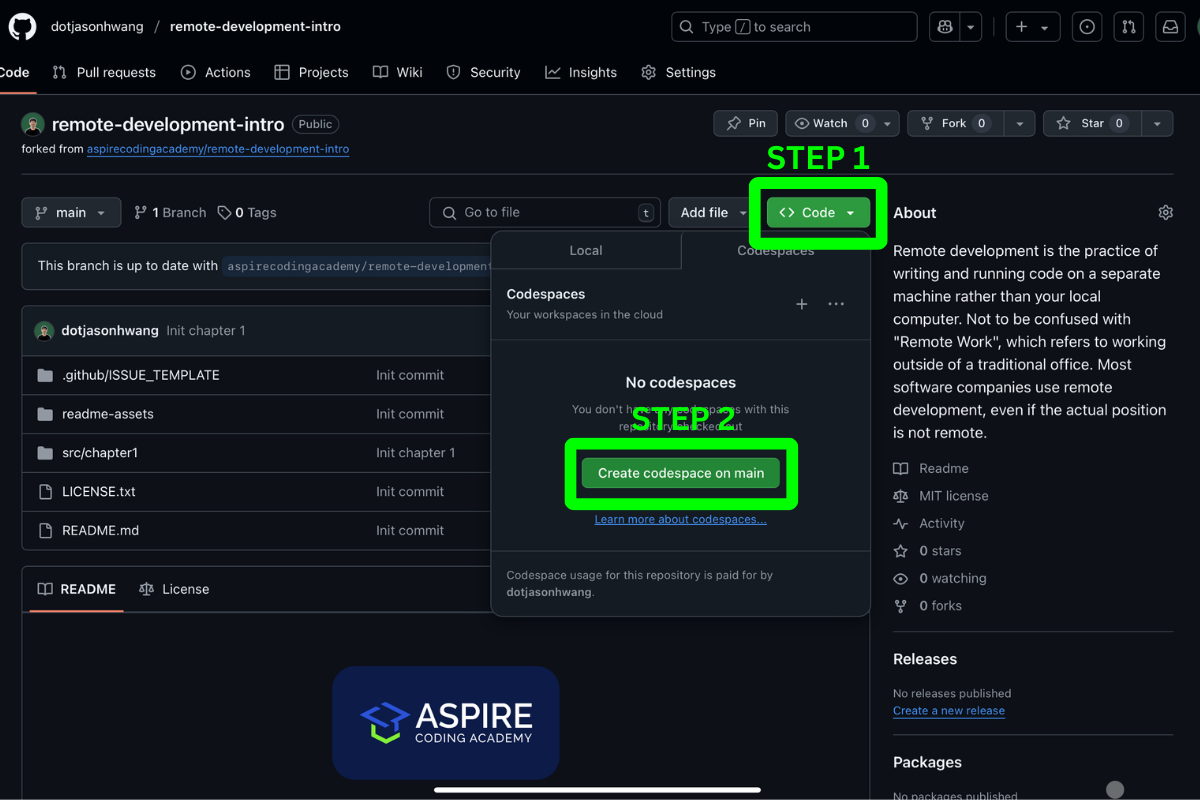 dotjasonhwang / remote-development-intro
Type / to search
Code
Pull requests
Actions
Projects
Wiki
Security
Insights
Settings
remote-development-intro Public
forked from aspirecodingacademy/remote-development-intro
Pin
Watch 0
Fork 0
Star 0
STEP 1
main
1 Branch
0 Tags
Go to file t
Add file
<> Code
This branch is up to date with aspirecodingacademy/remote-development
dotjasonhwang Init chapter 1
.github/ISSUE_TEMPLATE Init commit
readme-assets Init commit
src/chapter1 Init chapter 1
LICENSE.txt Init commit
README.md Init commit
README
License
ASPIRE
CODING ACADEMY
Local
Codespaces
Codespaces
Your workspaces in the cloud
No codespaces
You don't have any codespaces with this
repository checked out
STEP 2
Create codespace on main
Learn more about codespaces...
Codespace usage for this repository is paid for by
dotjasonhwang.
About
Remote development is the practice of
writing and running code on a separate
machine rather than your local
computer. Not to be confused with
"Remote Work", which refers to working
outside of a traditional office. Most
software companies use remote
development, even if the actual position
is not remote.
Readme
MIT license
Activity
0 stars
0 watching
0 forks
Releases
No releases published
Create a new release
Packages
No packages published